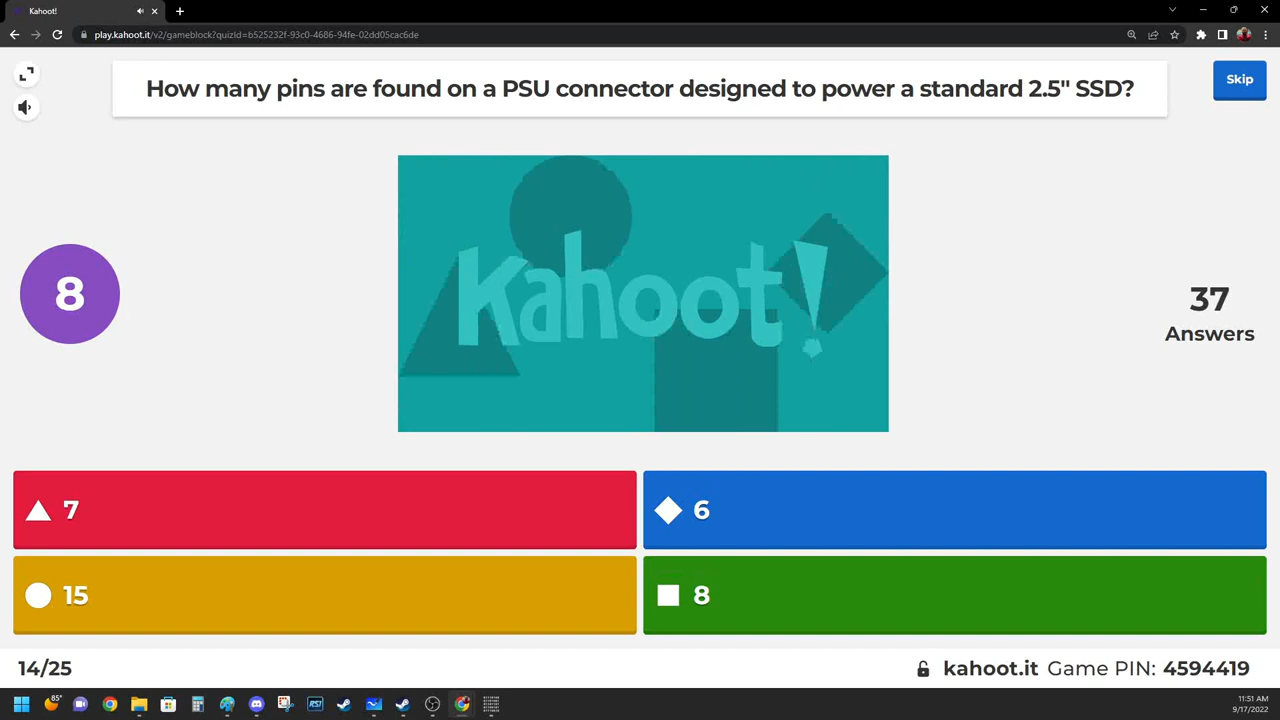 Kahoot!
play.kahoot.it/v2/gameblock?quizId=b525232f-93c0-4686-94fe-02dd05cac6de
How many pins are found on a PSU connector designed to power a standard 2.5" SSD?
Skip
Kahoot!
8
37
Answers
7
6
15
8
14/25
kahoot.it Game PIN: 4594419
85°
RSI
11:51 AM
9/17/2022